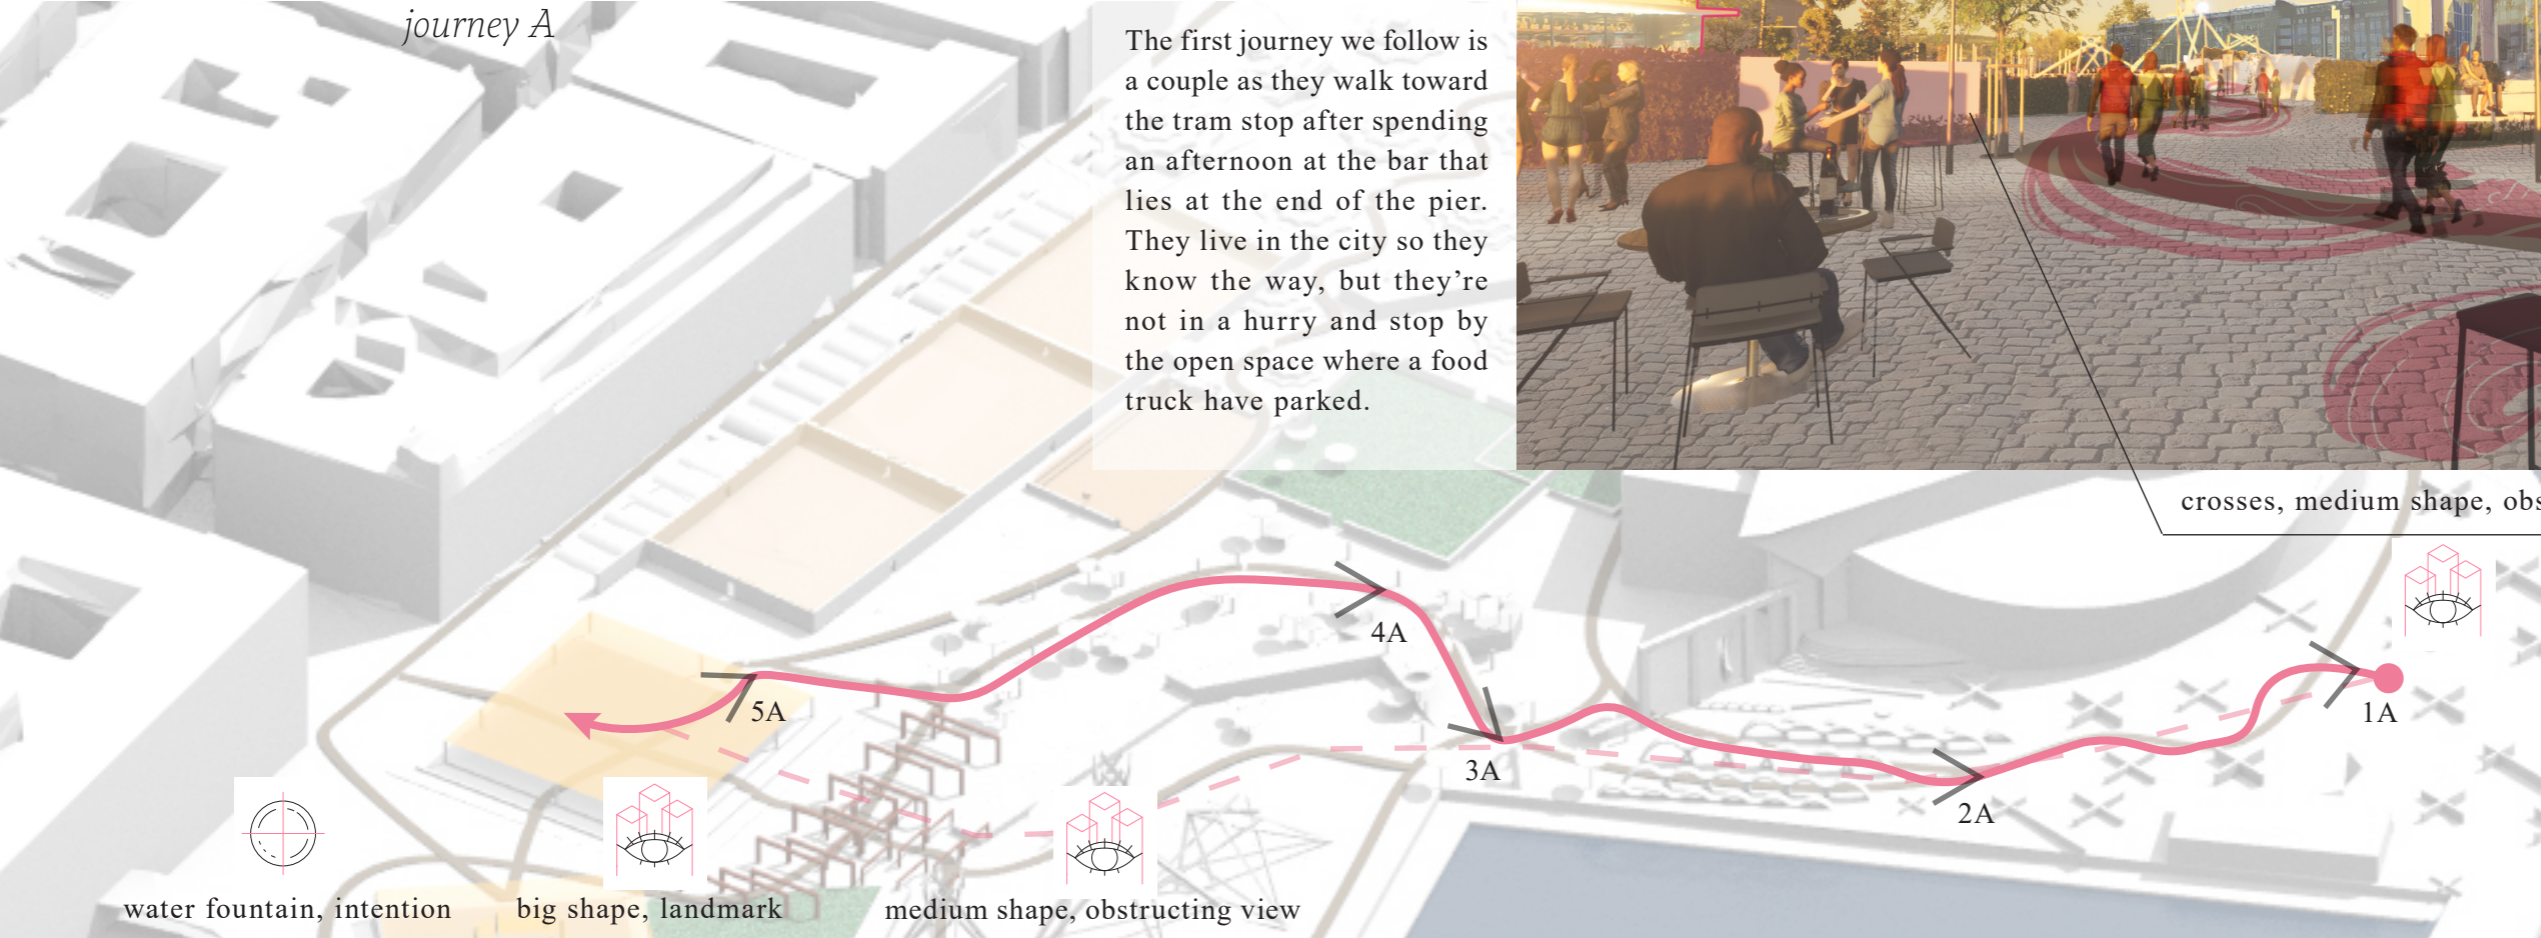 journey A
The first journey we follow is
a couple as they walk toward
the tram stop after spending
an afternoon at the bar that
lies at the end of the pier.
They live in the city so they
know the way, but they’re
not in a hurry and stop by
the open space where a food
truck have parked.
crosses, medium shape, obs
4A
5A
1A
3A
2A
water fountain, intention
big shape, landmark
medium shape, obstructing view